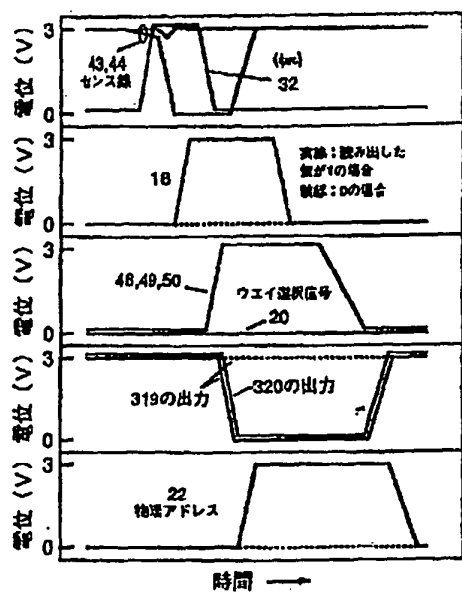 電位 (V)
3
0
43,44
センス線
32
電位 (V)
3
0
18
実線:読み出した
値が1の場合
破線:0の場合
電位 (V)
3
0
48,49,50
ウエイ選択信号
20
電位 (V)
3
0
319の出力
320の出力
電位 (V)
3
0
22
物理アドレス
時間